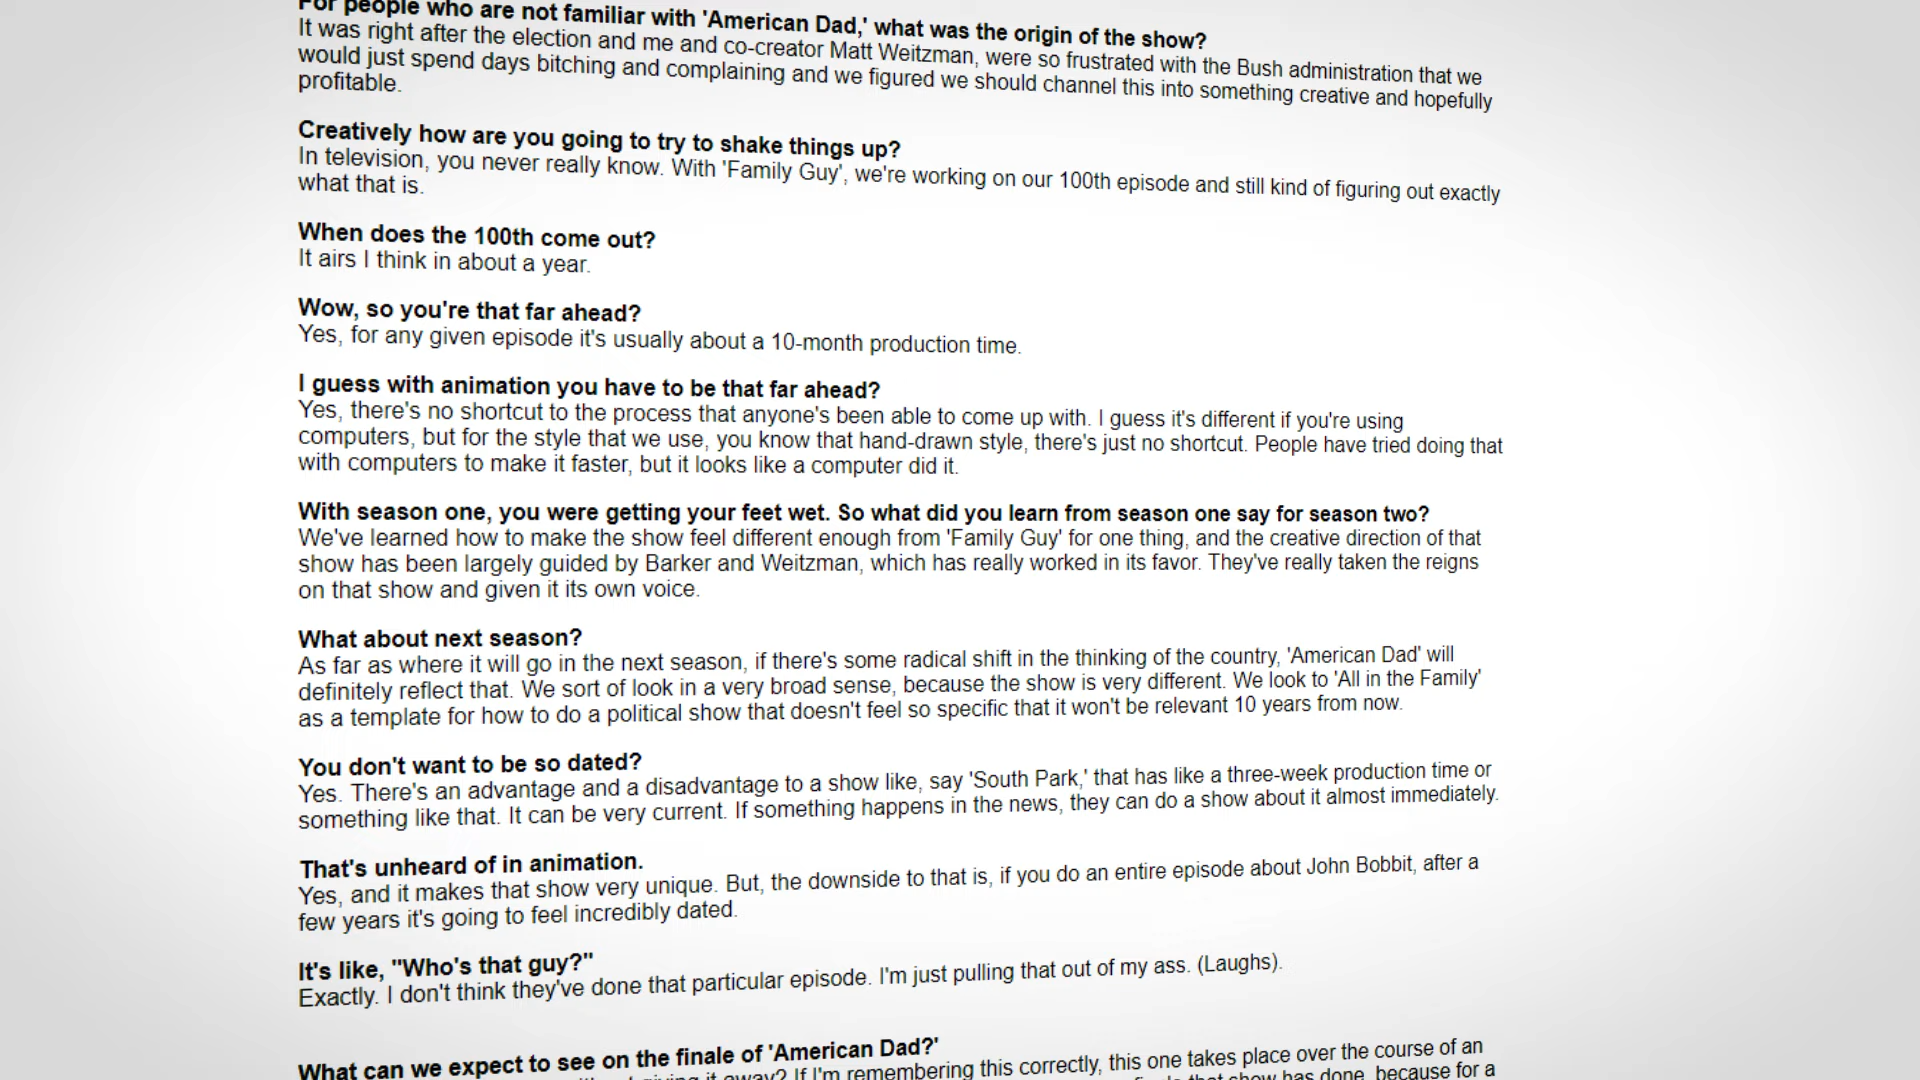 For people who are not familiar with 'American Dad,' what was the origin of the show?
It was right after the election and me and co-creator Matt Weitzman, were so frustrated with the Bush administration that we
would just spend days bitching and complaining and we figured we should channel this into something creative and hopefully
profitable.
Creatively how are you going to try to shake things up?
In television, you never really know. With 'Family Guy', we're working on our 100th episode and still kind of figuring out exactly
what that is.
When does the 100th come out?
It airs I think in about a year.
Wow, so you're that far ahead?
Yes, for any given episode it's usually about a 10-month production time.
I guess with animation you have to be that far ahead?
Yes, there's no shortcut to the process that anyone's been able to come up with. I guess it's different if you're using
computers, but for the style that we use, you know that hand-drawn style, there's just no shortcut. People have tried doing that
with computers to make it faster, but it looks like a computer did it.
With season one, you were getting your feet wet. So what did you learn from season one say for season two?
We've learned how to make the show feel different enough from 'Family Guy' for one thing, and the creative direction of that
show has been largely guided by Barker and Weitzman, which has really worked in its favor. They've really taken the reigns
on that show and given it its own voice.
What about next season?
As far as where it will go in the next season, if there's some radical shift in the thinking of the country, 'American Dad' will
definitely reflect that. We sort of look in a very broad sense, because the show is very different. We look to 'All in the Family'
as a template for how to do a political show that doesn't feel so specific that it won't be relevant 10 years from now.
You don't want to be so dated?
Yes. There's an advantage and a disadvantage to a show like, say 'South Park,' that has like a three-week production time or
something like that. It can be very current. If something happens in the news, they can do a show about it almost immediately.
That's unheard of in animation.
Yes, and it makes that show very unique. But, the downside to that is, if you do an entire episode about John Bobbit, after a
few years it's going to feel incredibly dated.
It's like, "Who's that guy?"
Exactly. I don't think they've done that particular episode. I'm just pulling that out of my ass. (Laughs).
What can we expect to see on the finale of 'American Dad?'
it away? If I'm remembering this correctly, this one takes place over the course of an
that show has done, because for a